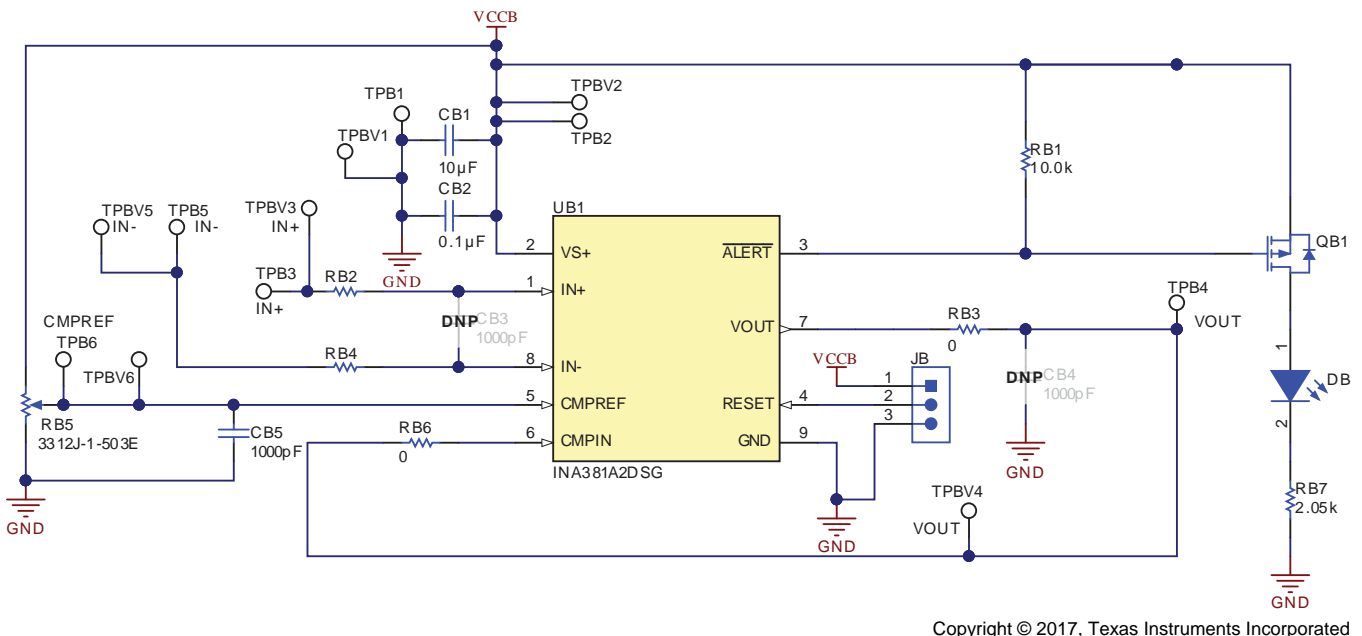 VCCB
TPBV2
TPB1
CB1
TPBV1
TPB2
10µF
RB1
10.0k
CB2
TPBV5
IN-
TPB5
IN-
TPBV3
IN+
UB1
0.1µF
2
VS+
ALERT
3
QB1
GND
TPB3
IN+
RB2
1
IN+
TPB4
VOUT
DNP
CB3
1000pF
VOUT
7
RB3
0
CMPREF
TPB6
TPBV6
RB4
8
IN-
VCCB
JB
1
2
3
DNP
CB4
1000pF
1
DB
2
RB5
3312J-1-503E
5
CMPREF
RESET
4
CB5
1000pF
RB6
0
6
CMPIN
GND
9
INA381A2DSG
GND
TPBV4
VOUT
RB7
2.05k
GND
GND
GND
Copyright © 2017, Texas Instruments Incorporated